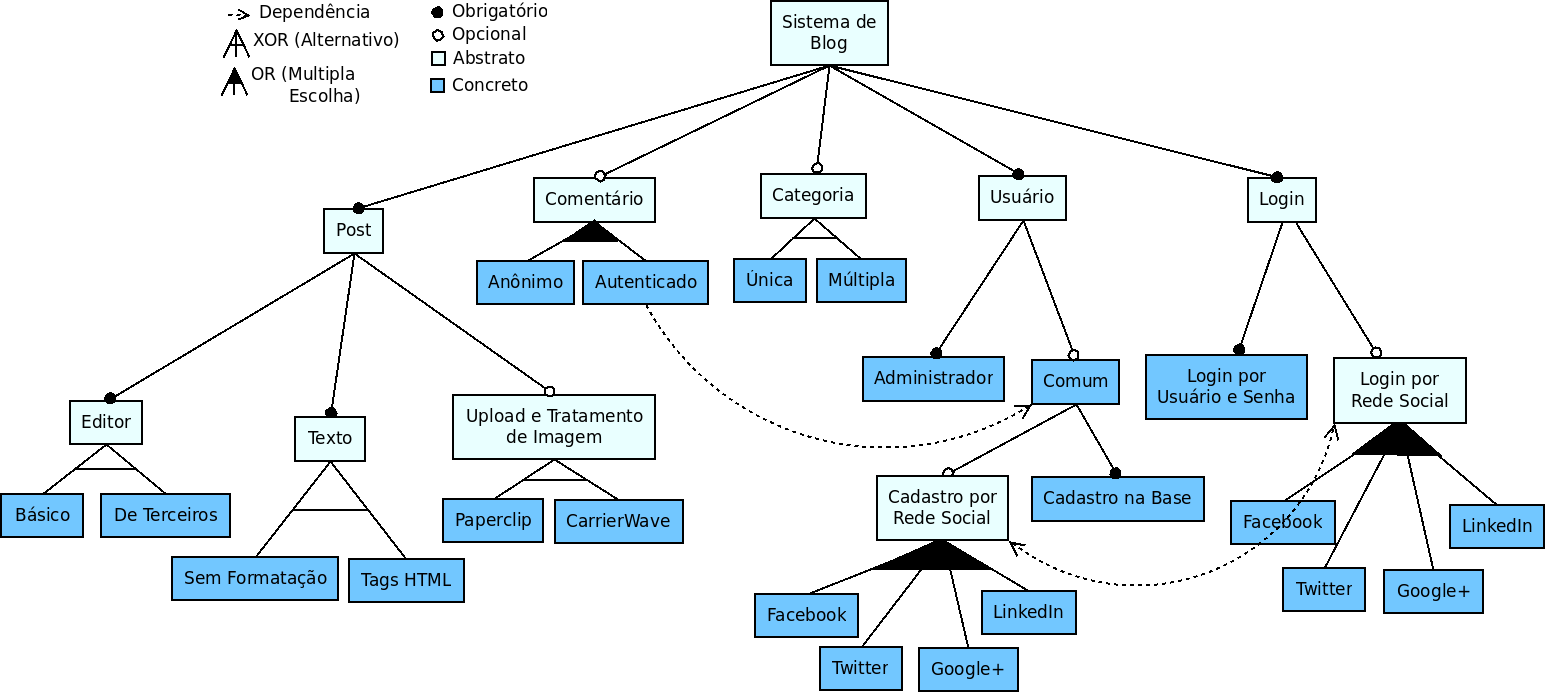 Dependência
XOR (Alternativo)
OR (Multipla
Escolha)
Obrigatório
Opcional
Abstrato
Concreto
Sistema de
Blog
Post
Comentário
Categoria
Usuário
Login
Anônimo
Autenticado
Única
Múltipla
Administrador
Comum
Login por
Usuário e Senha
Login por
Rede Social
Editor
Texto
Upload e Tratamento
de Imagem
Básico
De Terceiros
Sem Formatação
Tags HTML
Paperclip
CarrierWave
Cadastro por
Rede Social
Cadastro na Base
Facebook
Twitter
Google+
LinkedIn
Facebook
Twitter
Google+
LinkedIn